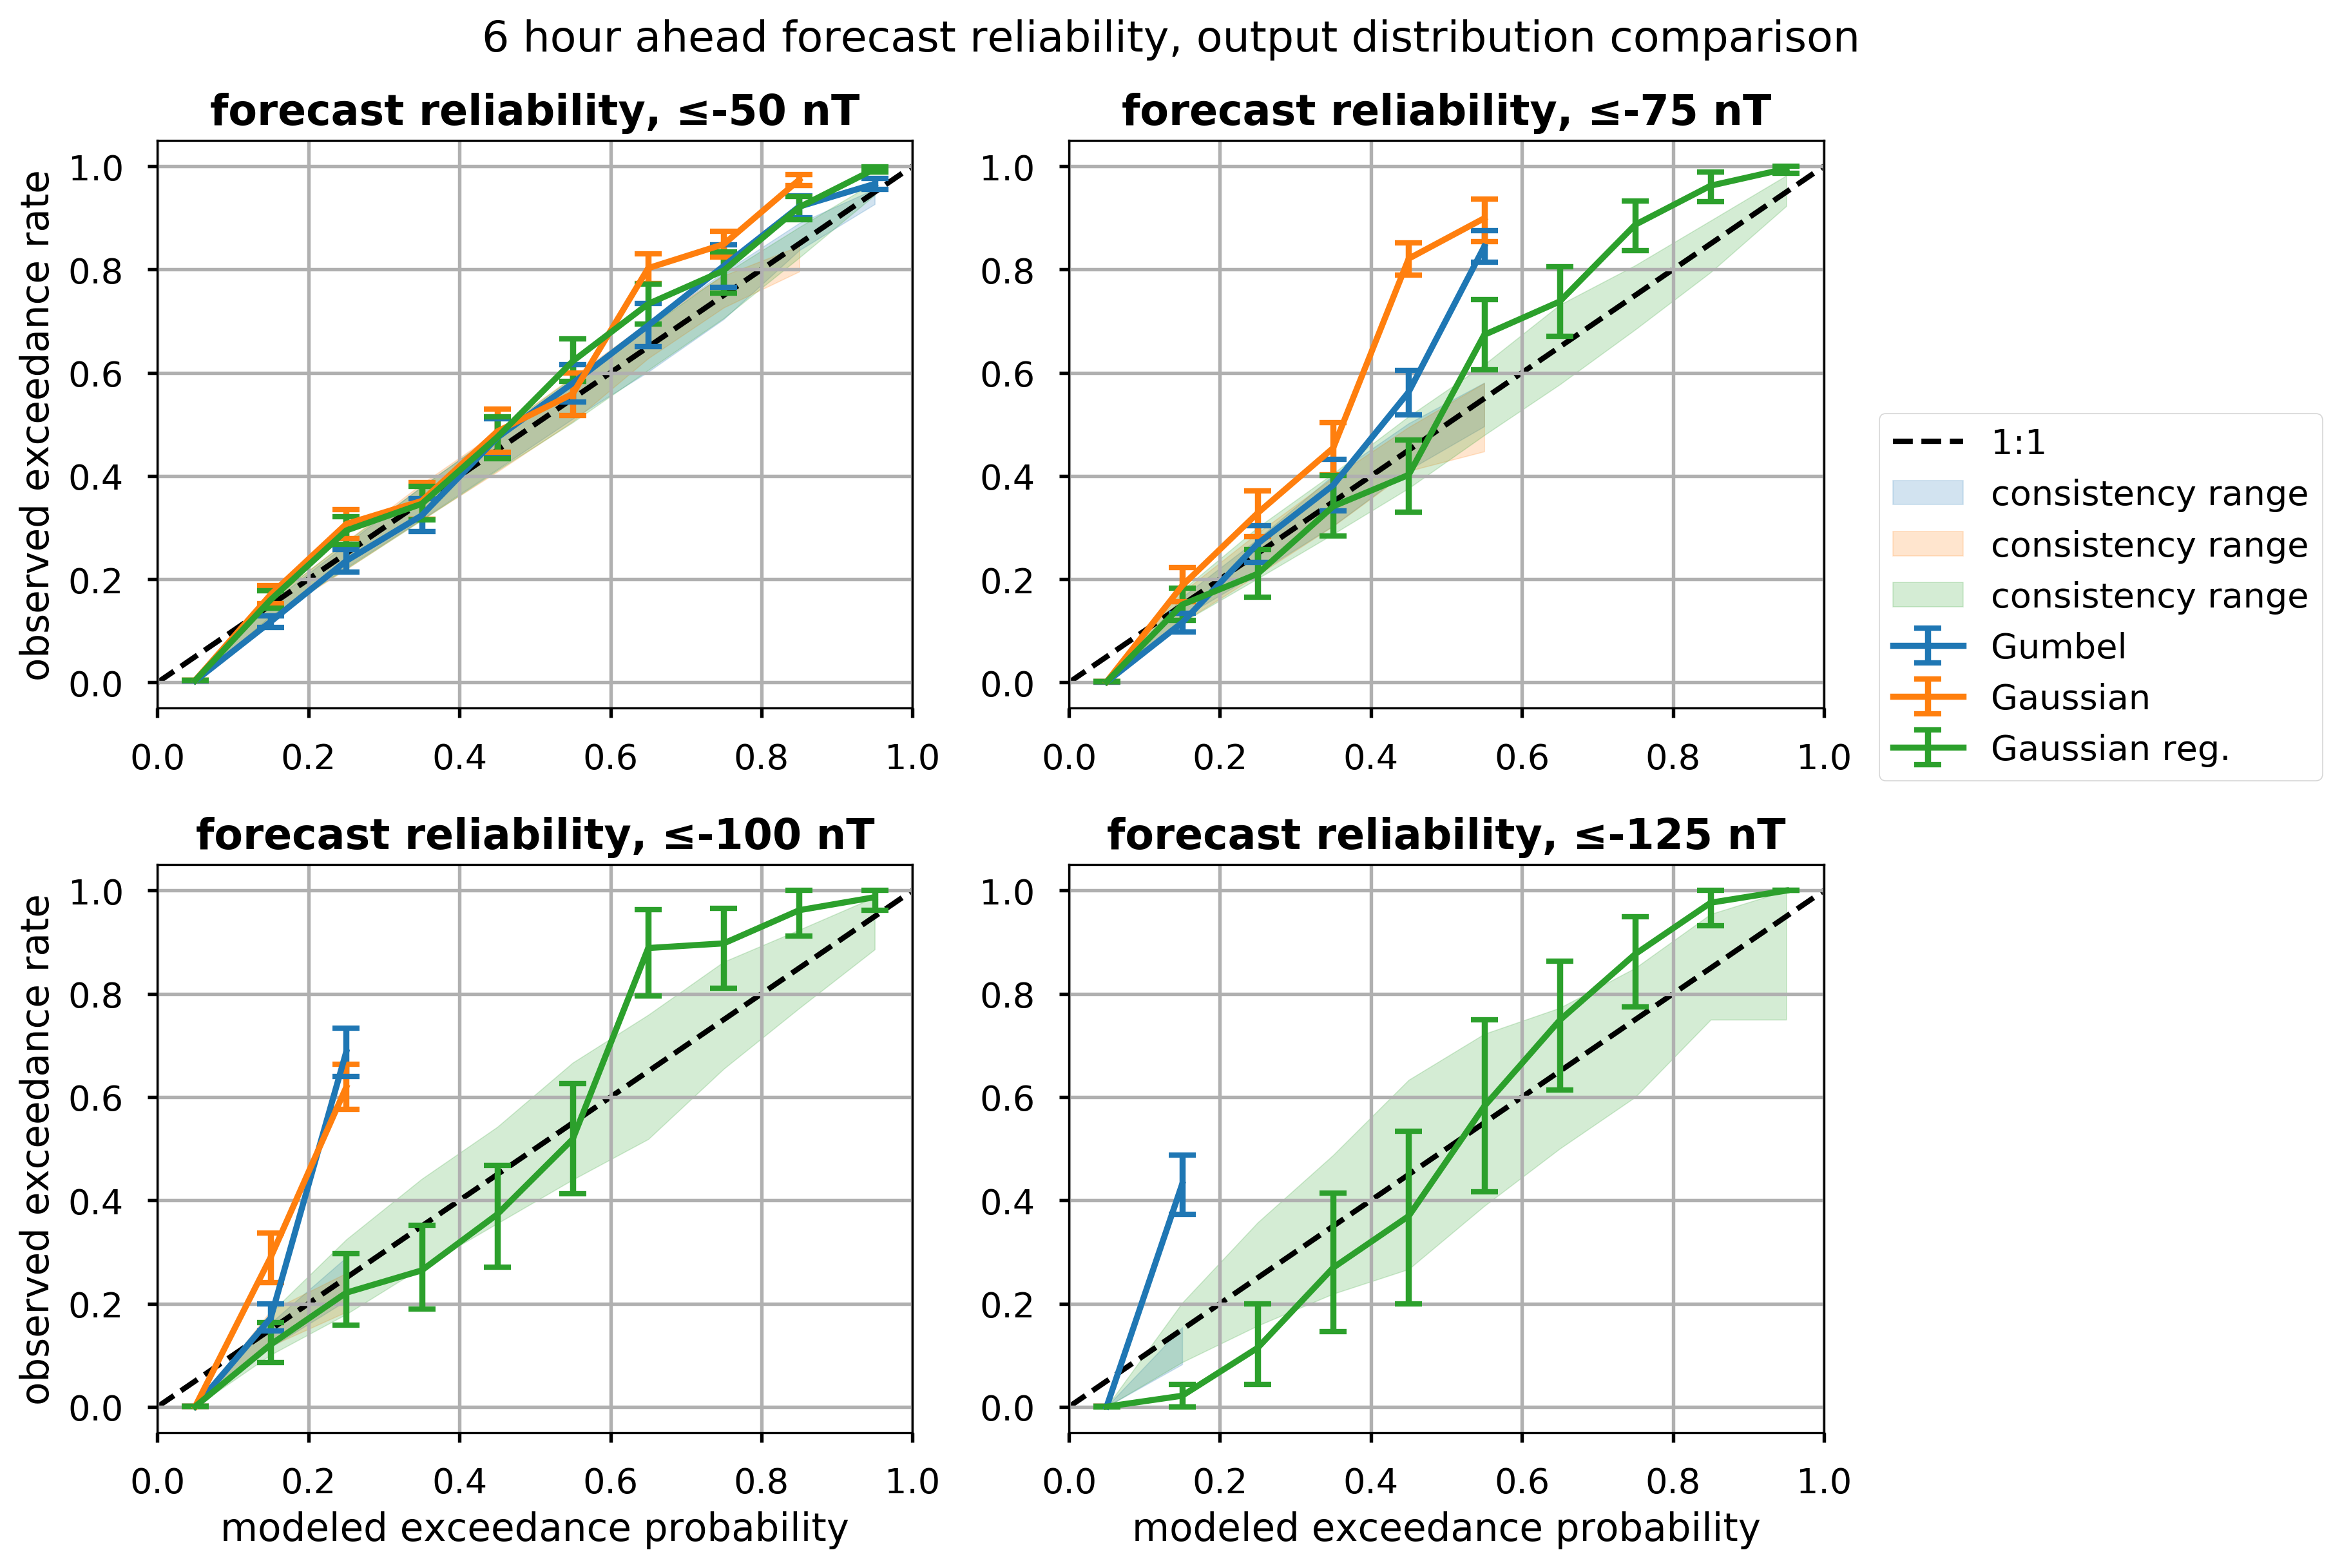 6 hour ahead forecast reliability, output distribution comparison
forecast reliability, ≤-50 nT
forecast reliability, ≤-75 nT
observed exceedance rate
1.0
0.8
0.6
0.4
0.2
0.0
0.0 0.2 0.4 0.6 0.8 1.0
1.0
0.8
0.6
0.4
0.2
0.0
0.0 0.2 0.4 0.6 0.8 1.0
1:1
consistency range
consistency range
consistency range
Gumbel
Gaussian
Gaussian reg.
forecast reliability, ≤-100 nT
forecast reliability, ≤-125 nT
observed exceedance rate
1.0
0.8
0.6
0.4
0.2
0.0
0.0 0.2 0.4 0.6 0.8 1.0
modeled exceedance probability
1.0
0.8
0.6
0.4
0.2
0.0
0.0 0.2 0.4 0.6 0.8 1.0
modeled exceedance probability